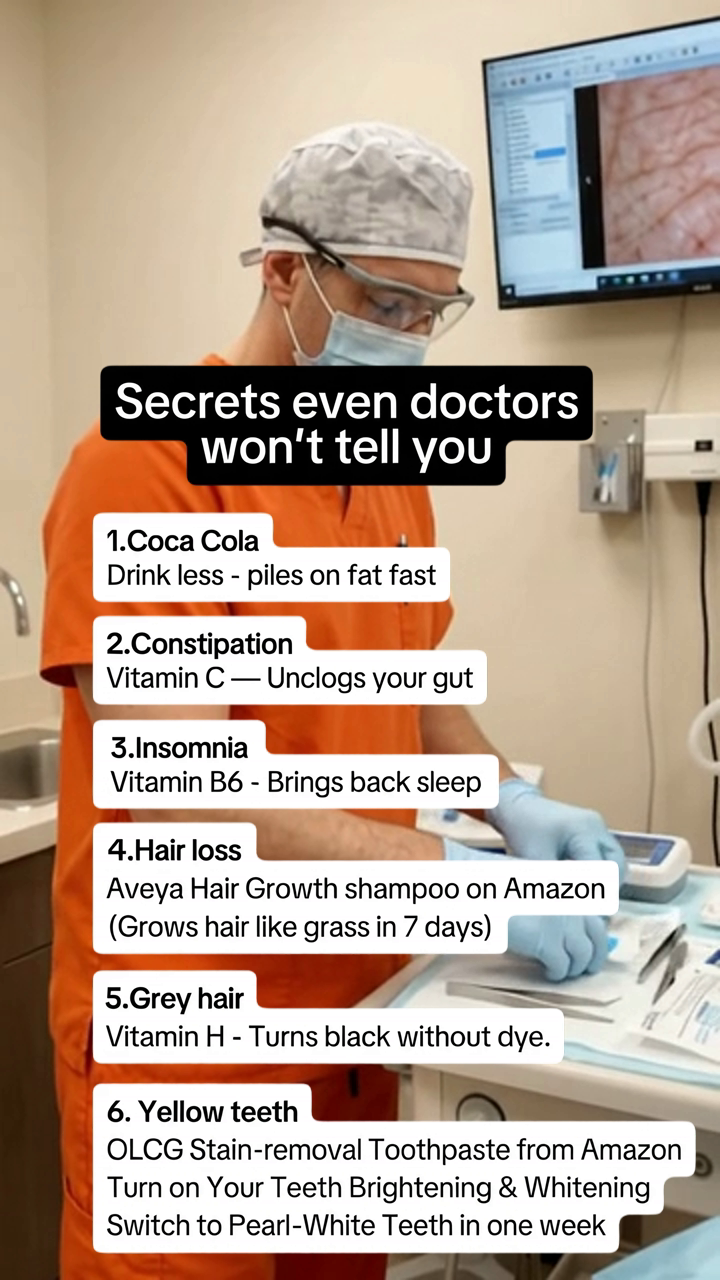 Secrets even doctors
won't tell you
1.Coca Cola
Drink less - piles on fat fast
2.Constipation
Vitamin C — Unclogs your gut
3.Insomnia
Vitamin B6 - Brings back sleep
4.Hair loss
Aveya Hair Growth shampoo on Amazon
(Grows hair like grass in 7 days)
5.Grey hair
Vitamin H - Turns black without dye.
6. Yellow teeth
OLCG Stain-removal Toothpaste from Amazon
Turn on Your Teeth Brightening & Whitening
Switch to Pearl-White Teeth in one week